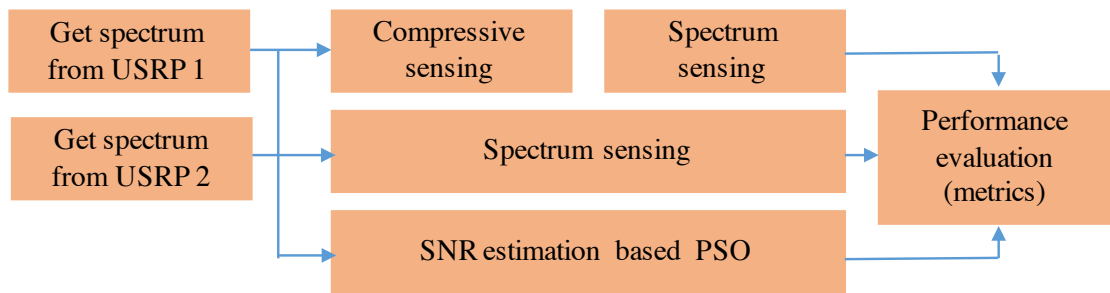 Get spectrum
from USRP 1
Compressive
sensing
Spectrum
sensing
Get spectrum
from USRP 2
Spectrum sensing
Performance
evaluation
(metrics)
SNR estimation based PSO